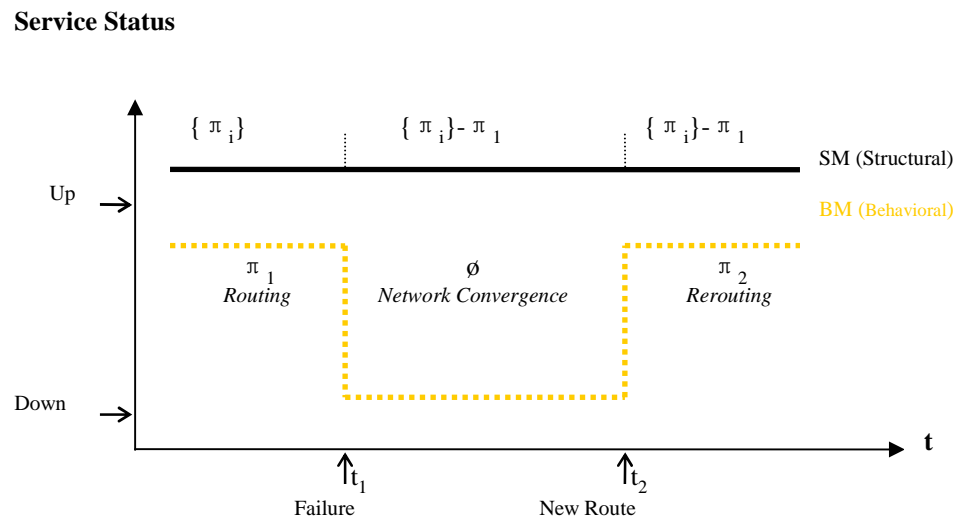 Service Status
{ π i} { π i}- π 1 { π i}- π 1
SM (Structural)
Up
BM (Behavioral)
π 1 ø π 2
Routing Network Convergence Rerouting
Down
t
t1 t2
Failure New Route